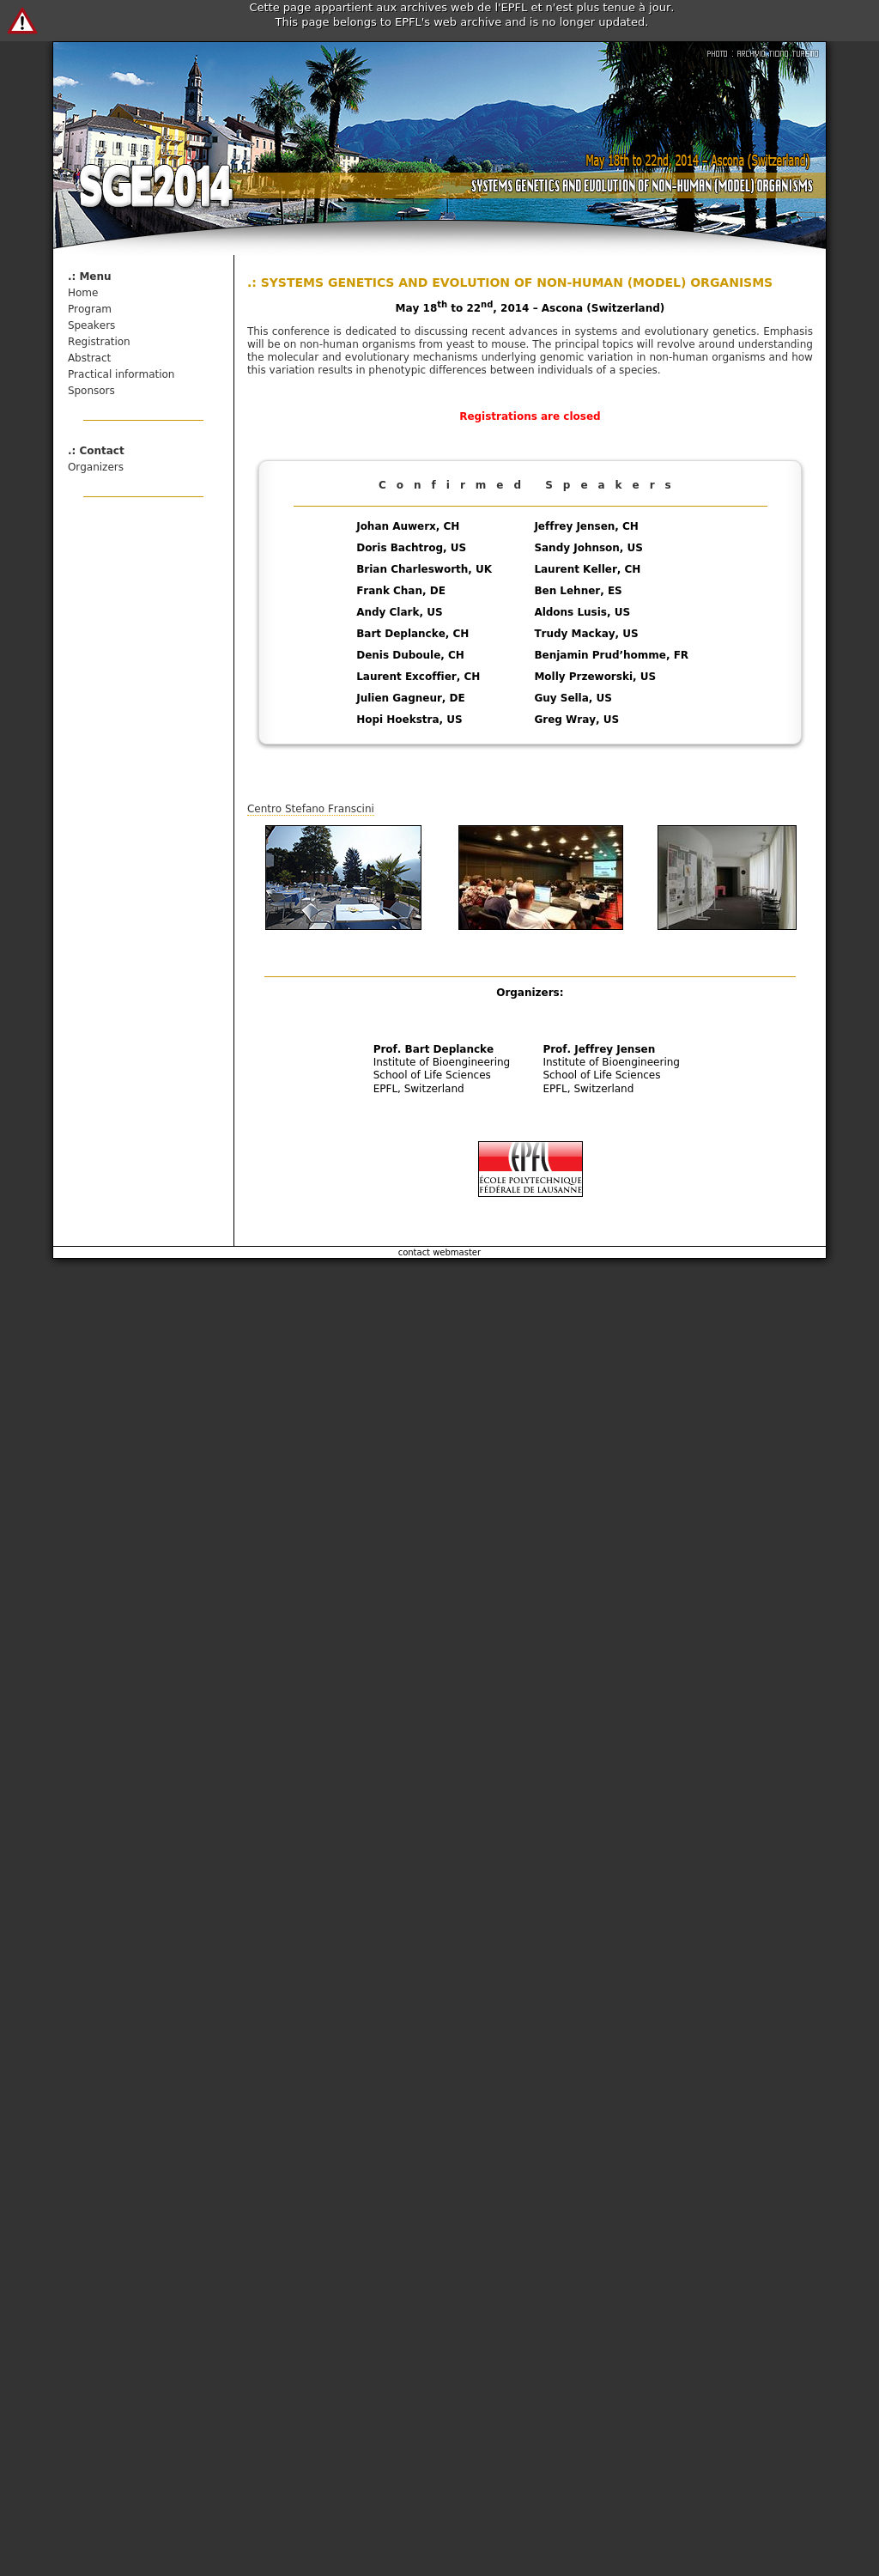 Cette page appartient aux archives web de l'EPFL et n'est plus tenue à jour.
This page belongs to EPFL's web archive and is no longer updated.
PHOTO : ARCHIVIO TICINO TURISMO
May 18th to 22nd, 2014 – Ascona (Switzerland)
SGE2014
SYSTEMS GENETICS AND EVOLUTION OF NON-HUMAN (MODEL) ORGANISMS
.: Menu
Home
Program
Speakers
Registration
Abstract
Practical information
Sponsors
.: Contact
Organizers
.: SYSTEMS GENETICS AND EVOLUTION OF NON-HUMAN (MODEL) ORGANISMS
May 18th to 22nd, 2014 – Ascona (Switzerland)
This conference is dedicated to discussing recent advances in systems and evolutionary genetics. Emphasis
will be on non-human organisms from yeast to mouse. The principal topics will revolve around understanding
the molecular and evolutionary mechanisms underlying genomic variation in non-human organisms and how
this variation results in phenotypic differences between individuals of a species.
Registrations are closed
Confirmed Speakers
Johan Auwerx, CH
Doris Bachtrog, US
Brian Charlesworth, UK
Frank Chan, DE
Andy Clark, US
Bart Deplancke, CH
Denis Duboule, CH
Laurent Excoffier, CH
Julien Gagneur, DE
Hopi Hoekstra, US
Jeffrey Jensen, CH
Sandy Johnson, US
Laurent Keller, CH
Ben Lehner, ES
Aldons Lusis, US
Trudy Mackay, US
Benjamin Prud’homme, FR
Molly Przeworski, US
Guy Sella, US
Greg Wray, US
Centro Stefano Franscini
Organizers:
Prof. Bart Deplancke
Institute of Bioengineering
School of Life Sciences
EPFL, Switzerland
Prof. Jeffrey Jensen
Institute of Bioengineering
School of Life Sciences
EPFL, Switzerland
EPFL
ÉCOLE POLYTECHNIQUE
FÉDÉRALE DE LAUSANNE
contact webmaster